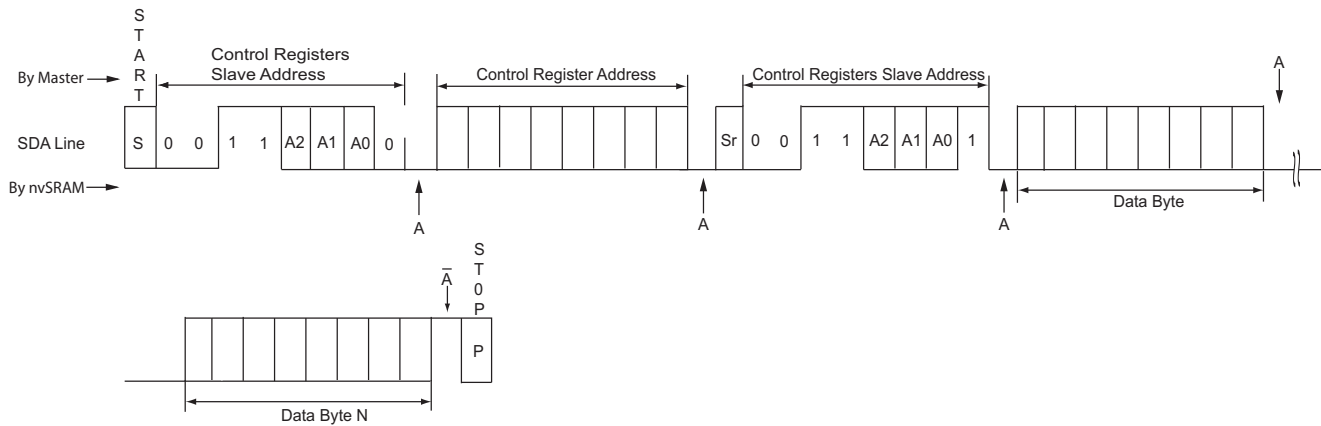 START
Control Registers
Slave Address
By Master
Control Register Address
Control Registers Slave Address
A
SDA Line
S 0 0 1 1 A2 A1 A0 0
Sr 0 0 1 1 A2 A1 A0 1
By nvSRAM
A
A
A
Data Byte
A̅
ST0P
P
Data Byte N